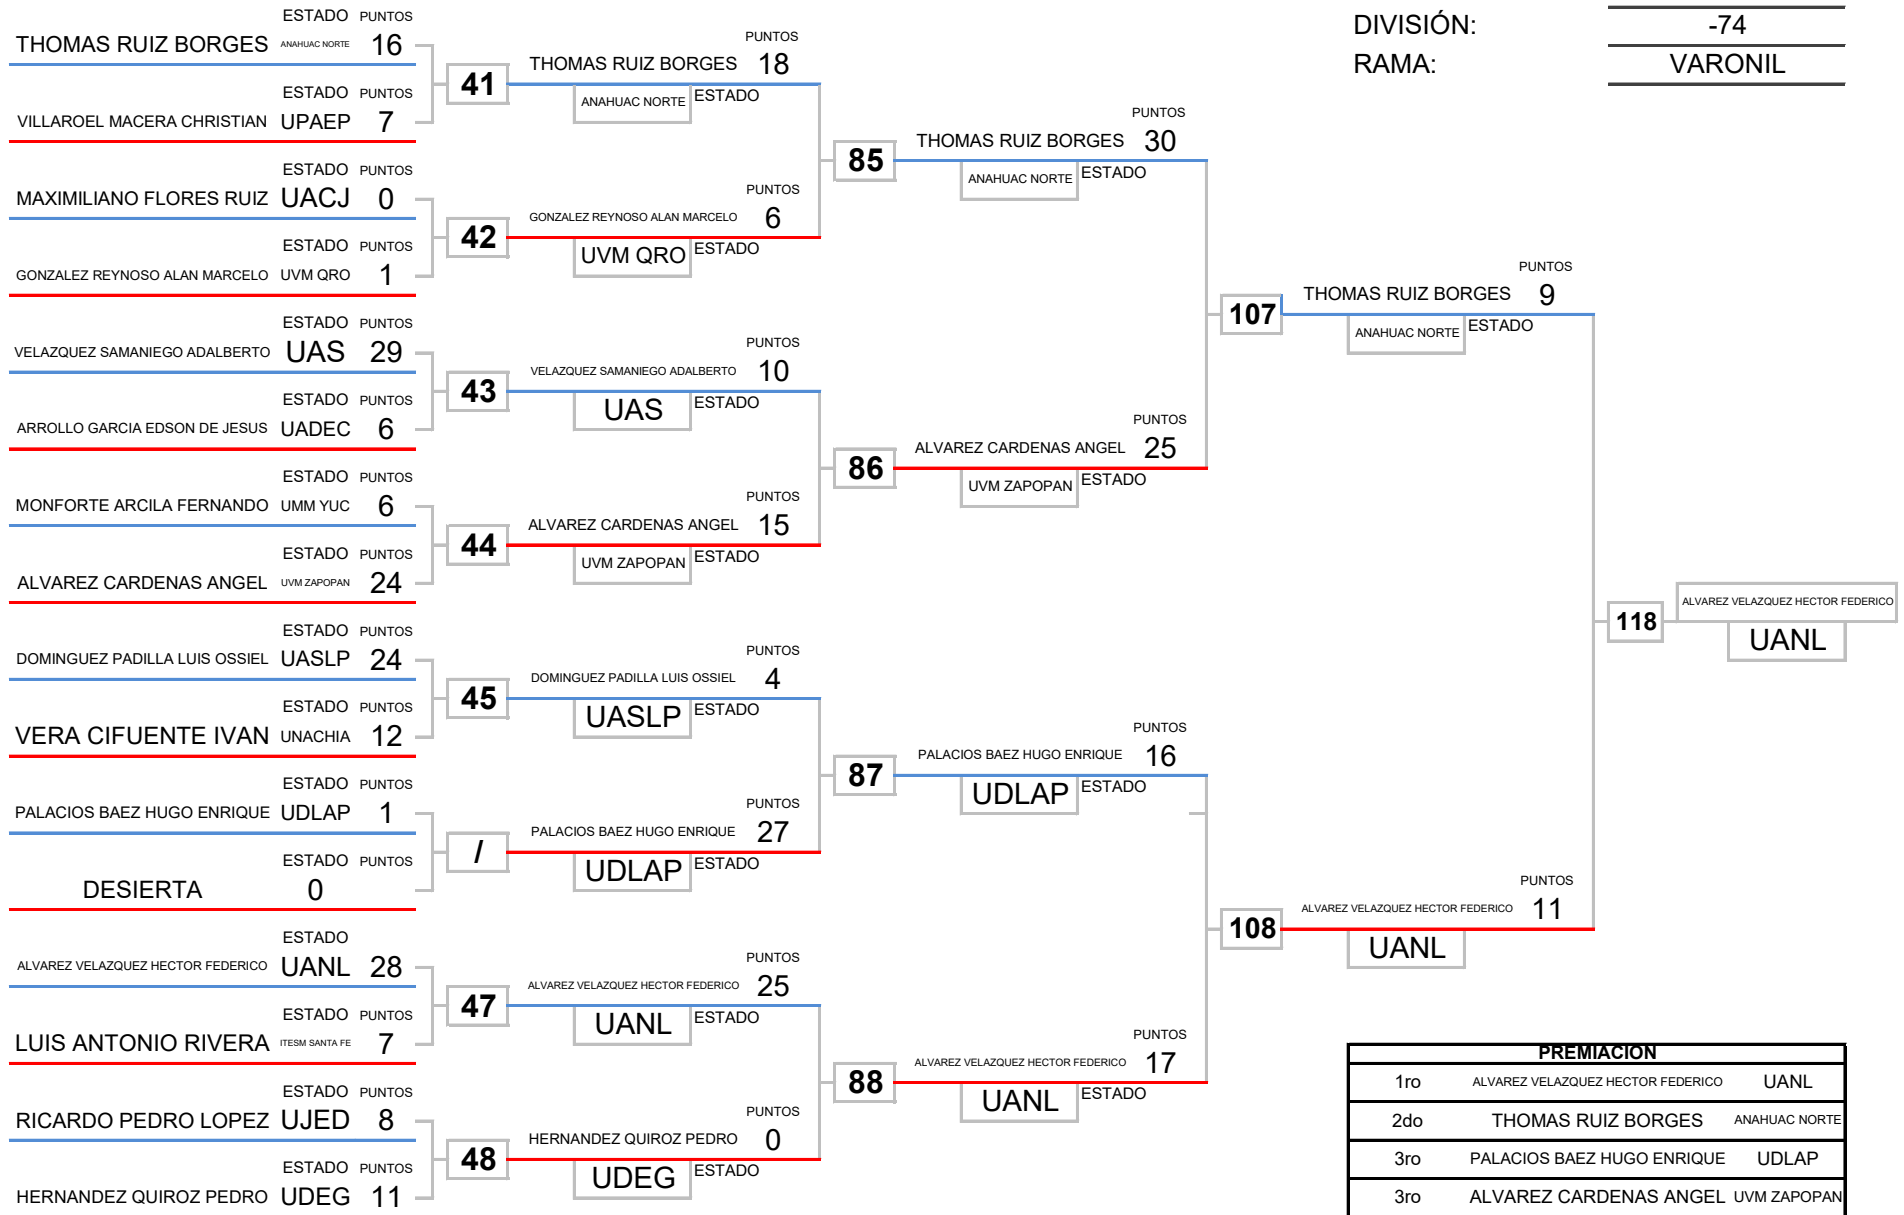 DIVISIÓN: -74
RAMA: VARONIL
ESTADO PUNTOS
THOMAS RUIZ BORGES ANAHUAC NORTE 16
41
ESTADO PUNTOS
VILLAROEL MACERA CHRISTIAN UPAEP 7
ESTADO PUNTOS
MAXIMILIANO FLORES RUIZ UACJ 0
42
ESTADO PUNTOS
GONZALEZ REYNOSO ALAN MARCELO UVM QRO 1
ESTADO PUNTOS
VELAZQUEZ SAMANIEGO ADALBERTO UAS 29
43
ESTADO PUNTOS
ARROLLO GARCIA EDSON DE JESUS UADEC 6
ESTADO PUNTOS
MONFORTE ARCILA FERNANDO UMM YUC 6
44
ESTADO PUNTOS
ALVAREZ CARDENAS ANGEL UVM ZAPOPAN 24
ESTADO PUNTOS
DOMINGUEZ PADILLA LUIS OSSIEL UASLP 24
45
ESTADO PUNTOS
VERA CIFUENTE IVAN UNACHIA 12
ESTADO PUNTOS
PALACIOS BAEZ HUGO ENRIQUE UDLAP 1
/
ESTADO PUNTOS
DESIERTA 0
ESTADO
ALVAREZ VELAZQUEZ HECTOR FEDERICO UANL 28
47
ESTADO PUNTOS
LUIS ANTONIO RIVERA ITESM SANTA FE 7
ESTADO PUNTOS
RICARDO PEDRO LOPEZ UJED 8
48
ESTADO PUNTOS
HERNANDEZ QUIROZ PEDRO UDEG 11
PUNTOS
THOMAS RUIZ BORGES 18
ANAHUAC NORTE ESTADO
85
PUNTOS
GONZALEZ REYNOSO ALAN MARCELO 6
UVM QRO ESTADO
PUNTOS
VELAZQUEZ SAMANIEGO ADALBERTO 10
UAS ESTADO
86
PUNTOS
ALVAREZ CARDENAS ANGEL 15
UVM ZAPOPAN ESTADO
PUNTOS
DOMINGUEZ PADILLA LUIS OSSIEL 4
UASLP ESTADO
87
PUNTOS
PALACIOS BAEZ HUGO ENRIQUE 27
UDLAP ESTADO
PUNTOS
ALVAREZ VELAZQUEZ HECTOR FEDERICO 25
UANL ESTADO
88
PUNTOS
HERNANDEZ QUIROZ PEDRO 0
UDEG ESTADO
PUNTOS
THOMAS RUIZ BORGES 30
ANAHUAC NORTE ESTADO
107
PUNTOS
ALVAREZ CARDENAS ANGEL 25
UVM ZAPOPAN ESTADO
PUNTOS
PALACIOS BAEZ HUGO ENRIQUE 16
UDLAP ESTADO
108
PUNTOS
ALVAREZ VELAZQUEZ HECTOR FEDERICO 17
UANL ESTADO
PUNTOS
THOMAS RUIZ BORGES 9
ANAHUAC NORTE ESTADO
118
PUNTOS
ALVAREZ VELAZQUEZ HECTOR FEDERICO 11
UANL
ALVAREZ VELAZQUEZ HECTOR FEDERICO
UANL
PREMIACION
1ro ALVAREZ VELAZQUEZ HECTOR FEDERICO UANL
2do THOMAS RUIZ BORGES ANAHUAC NORTE
3ro PALACIOS BAEZ HUGO ENRIQUE UDLAP
3ro ALVAREZ CARDENAS ANGEL UVM ZAPOPAN